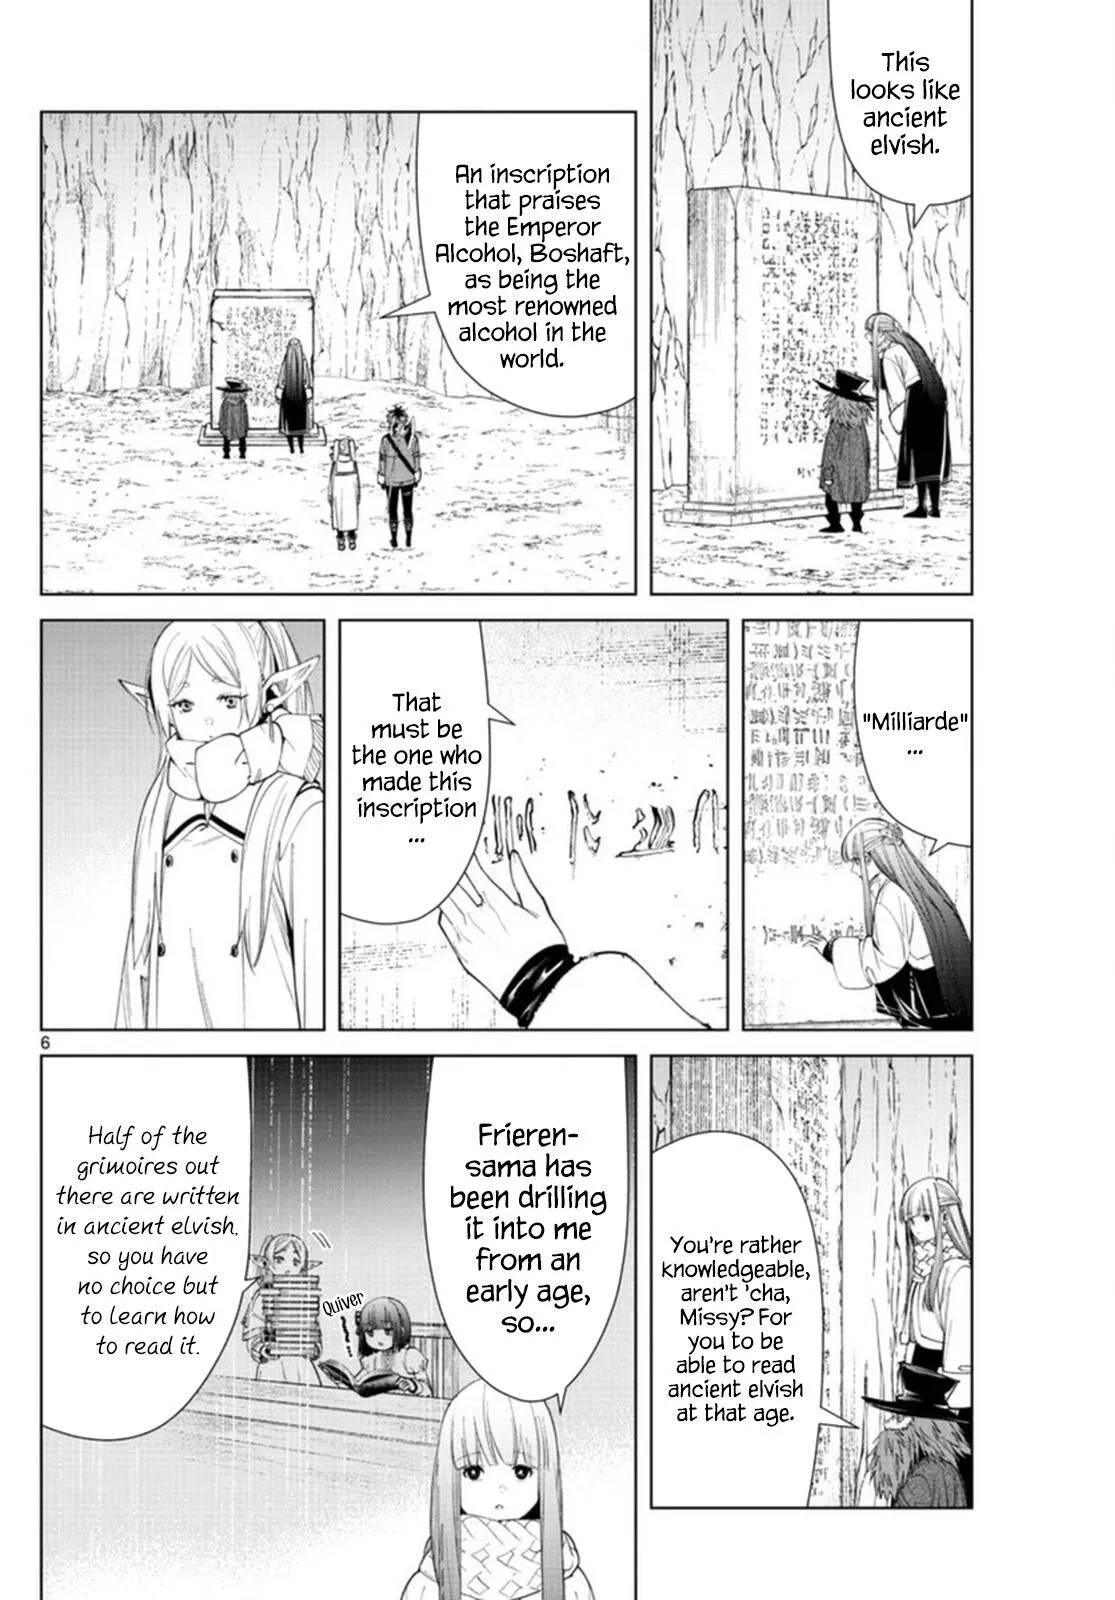 This
looks like
ancient
elvish.
An inscription
that praises
the Emperor
Alcohol, Boshaft,
as being the
most renowned
alcohol in the
world.
"Milliarde"
...
That
must be
the one who
made this
inscription
...
6
You're rather
knowledgeable,
aren't 'cha,
Missy? For
you to be
able to read
ancient elvish
at that age.
Frieren-
sama has
been drilling
it into me
from an
early age,
so...
Quiver
Half of the
grimoires out
there are written
in ancient elvish,
so you have
no choice but
to learn how
to read it.